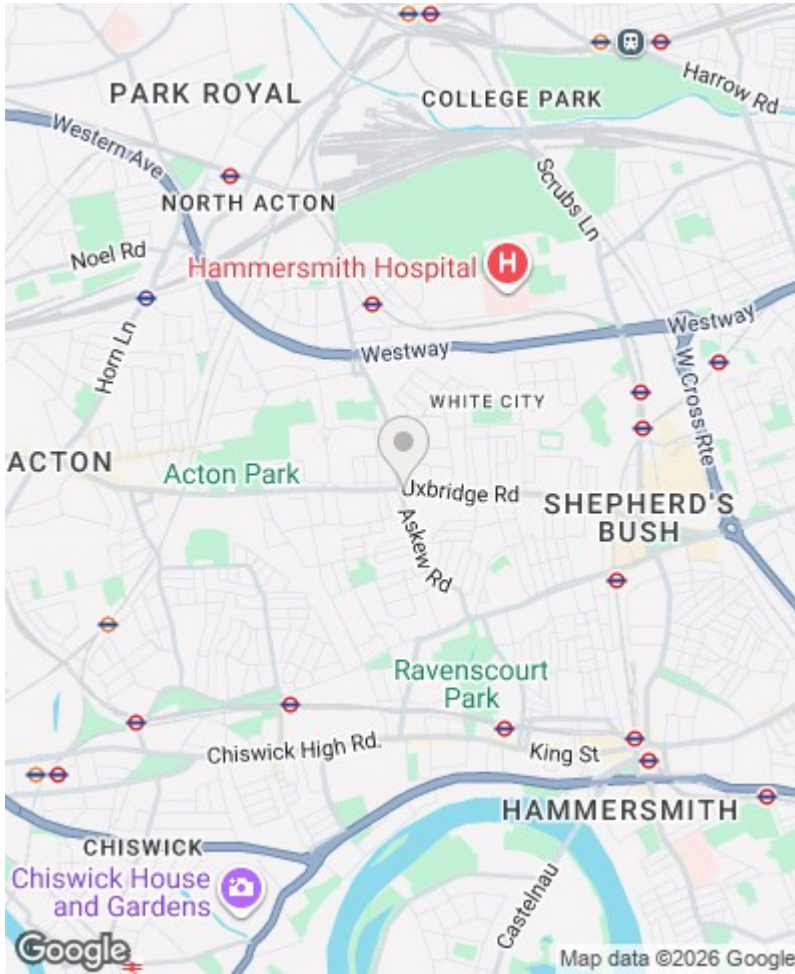 PARK ROYAL
COLLEGE PARK
Harrow Rd
Western Ave
Scrubs Ln
NORTH ACTON
Noel Rd
Hammersmith Hospital
H
Horn Ln
Westway
Westway
W Cross Rte
WHITE CITY
ACTON
Acton Park
Uxbridge Rd
SHEPHERD'S
BUSH
Askew Rd
Ravenscourt
Park
Chiswick High Rd.
King St
HAMMERSMITH
CHISWICK
Chiswick House
and Gardens
Castelnau
Google
Map data ©2026 Google